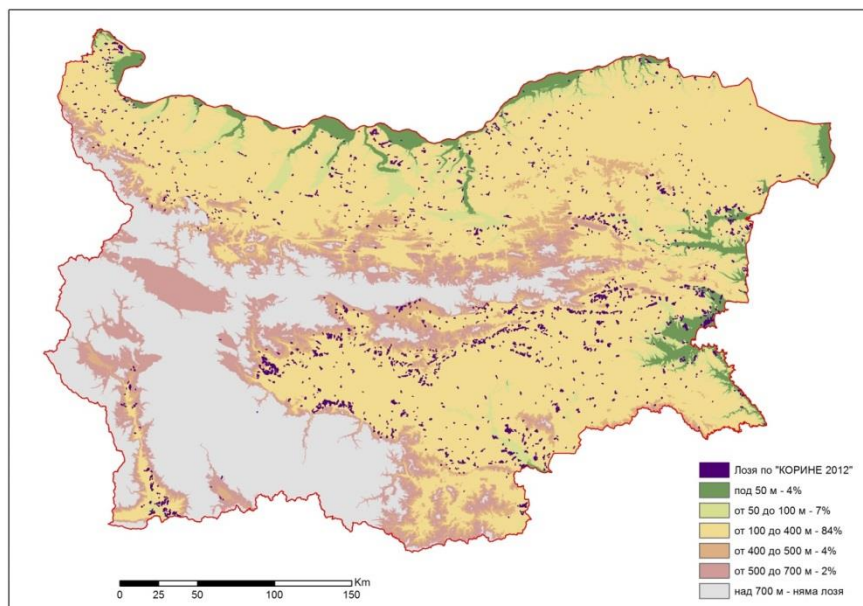 Лозя по "КОРИНЕ 2012"
под 50 м - 4%
от 50 до 100 м - 7%
от 100 до 400 м - 84%
от 400 до 500 м - 4%
от 500 до 700 м - 2%
над 700 м - няма лозя
Km
0 25 50 100 150